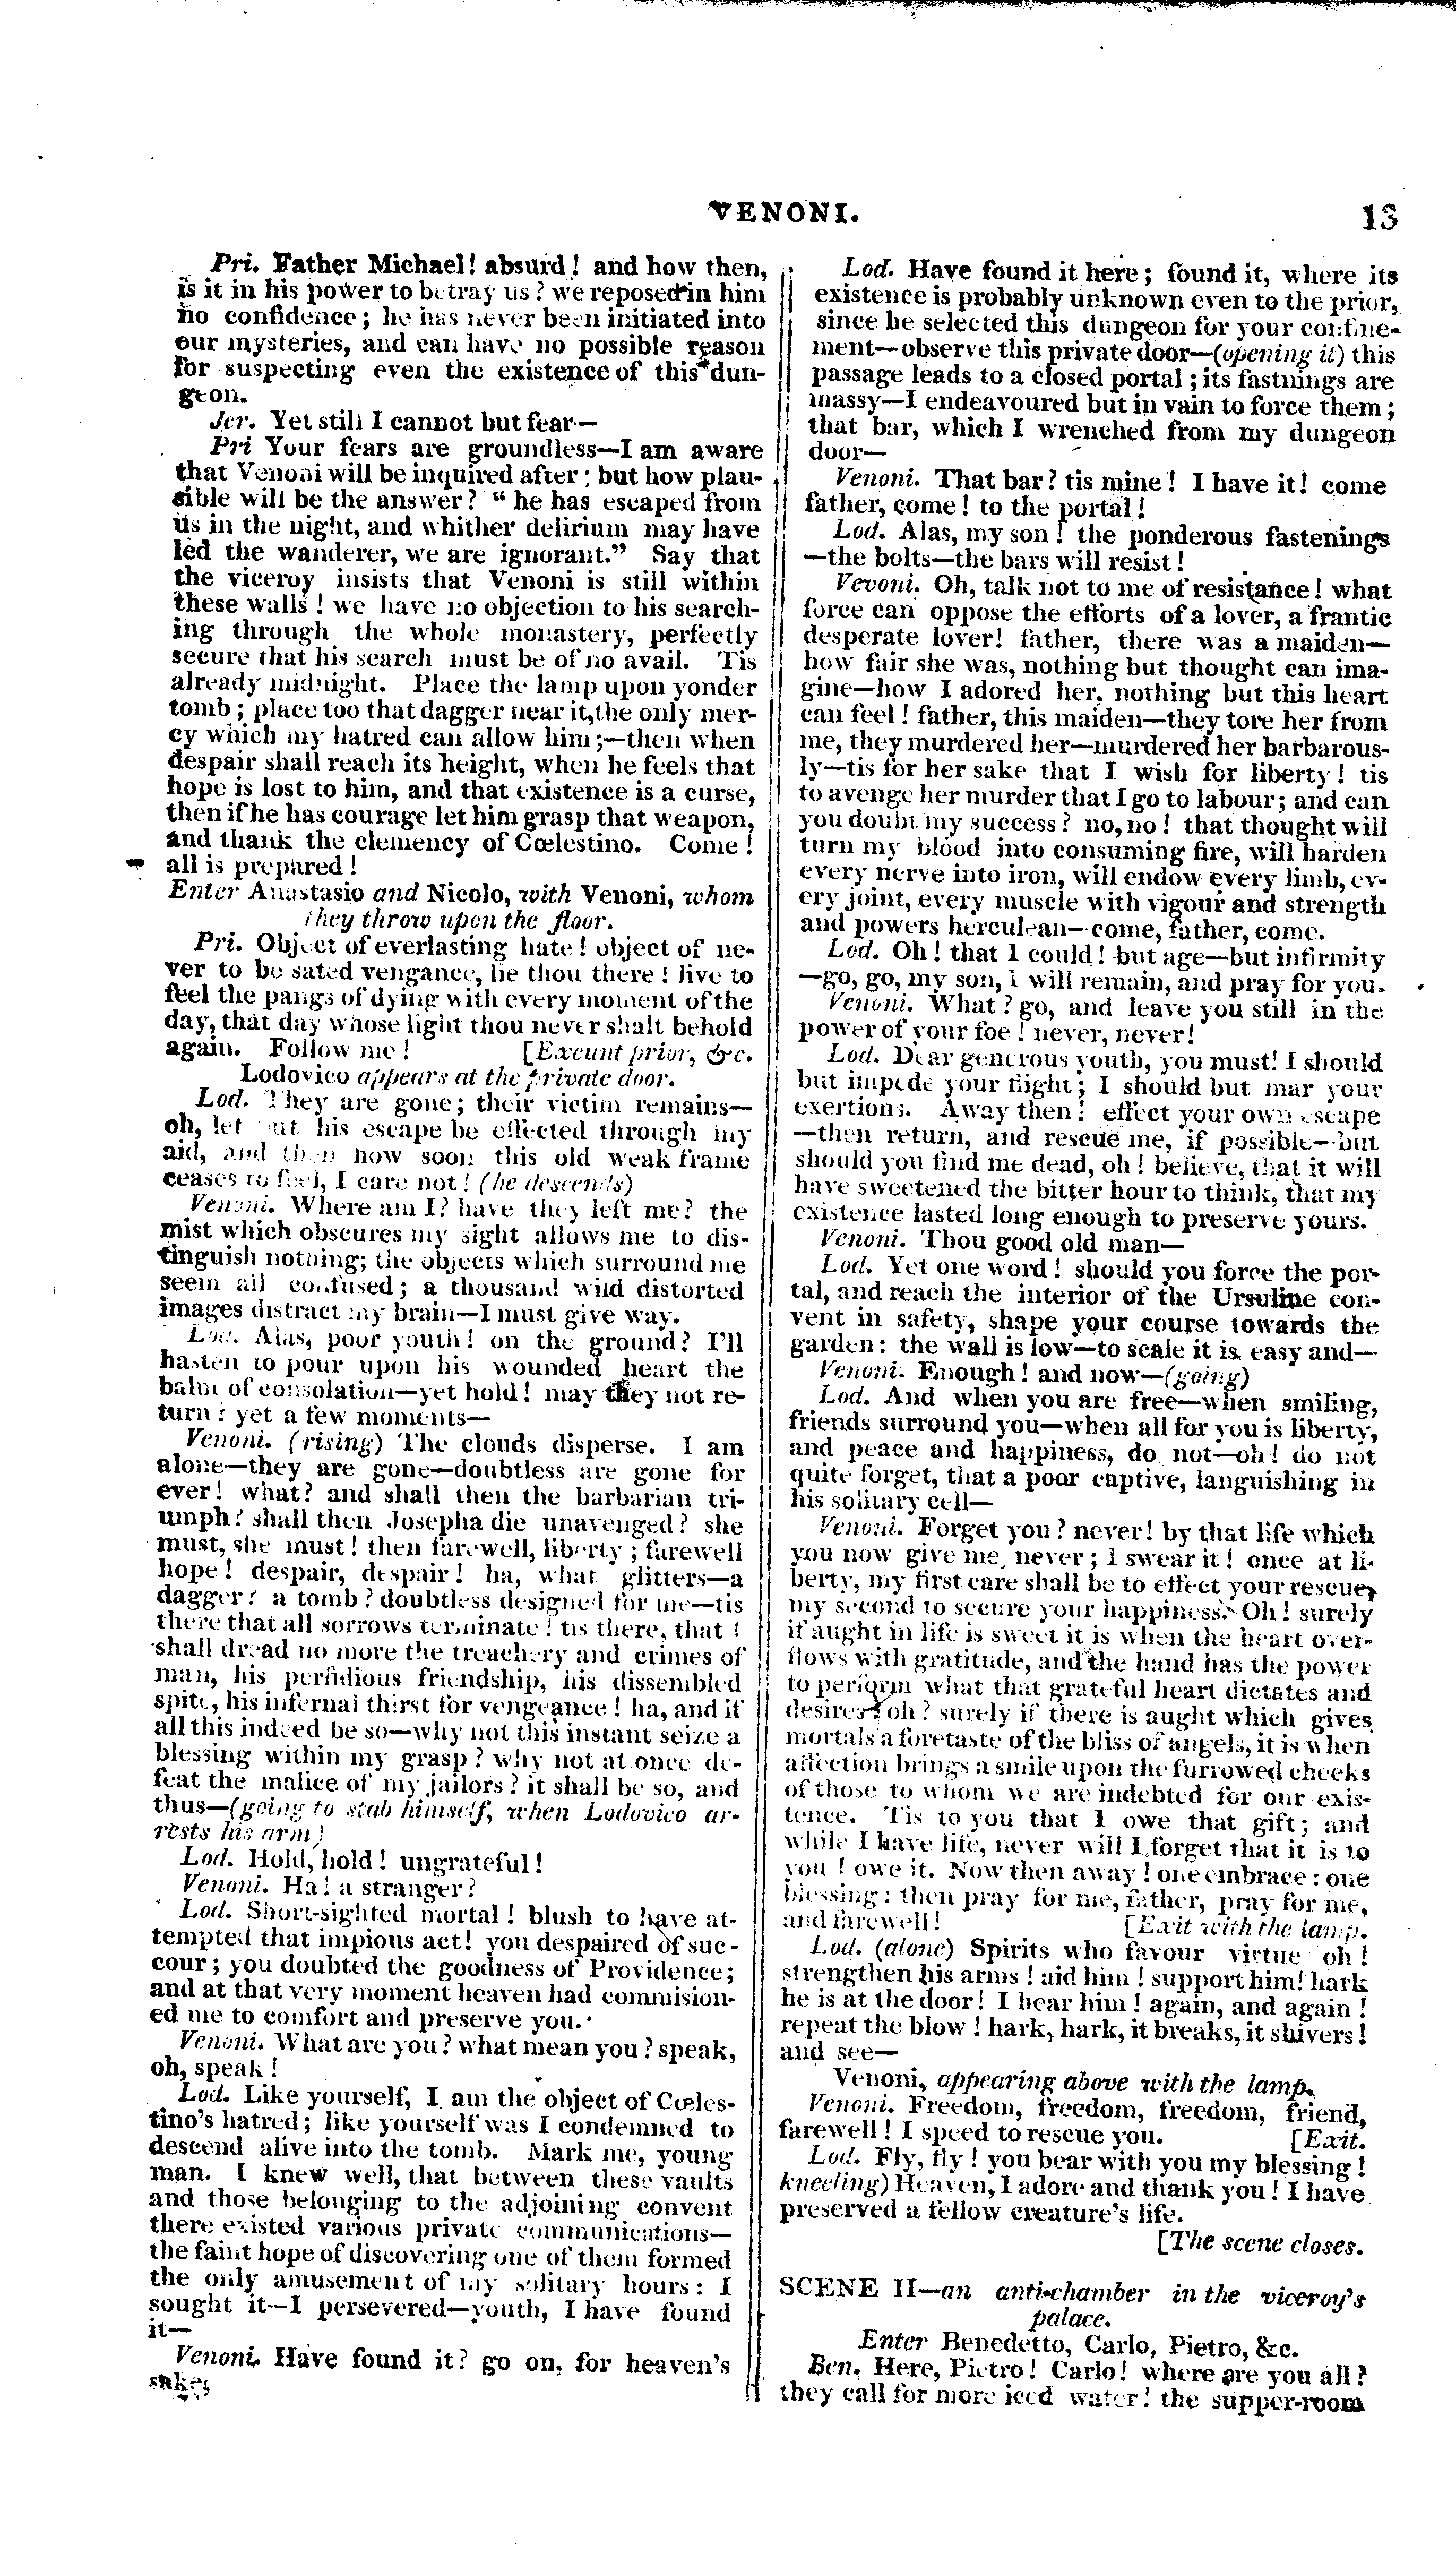 VENONI.
13
Pri. Father Michael! absurd! and how then,
is it in his power to betray us? we reposed in him
no confidence; he has never been initiated into
our mysteries, and can have no possible reason
for suspecting even the existence of this dun-
geon.
Jer. Yet still I cannot but fear—
Pri Your fears are groundless—I am aware
that Venoni will be inquired after; but how plau-
sible will be the answer? “ he has escaped from
us in the night, and whither delirium may have
led the wanderer, we are ignorant.” Say that
the viceroy insists that Venoni is still within
these walls! we have no objection to his search-
ing through the whole monastery, perfectly
secure that his search must be of no avail. Tis
already midnight. Place the lamp upon yonder
tomb; place too that dagger near it, the only mer-
cy which my hatred can allow him;—then when
despair shall reach its height, when he feels that
hope is lost to him, and that existence is a curse,
then if he has courage let him grasp that weapon,
and thank the clemency of Cœlestino. Come!
all is prepared!
Enter Anastasio and Nicolo, with Venoni, whom
they throw upon the floor.
Pri. Object of everlasting hate! object of ne-
ver to be sated vengance, lie thou there! live to
feel the pangs of dying with every moment of the
day, that day whose light thou never shalt behold
again. Follow me! [Exeunt prior, &c.
Lodovico appears at the private door.
Lod. They are gone; their victim remains—
oh, let but his escape be effected through my
aid, and then how soon this old weak frame
ceases to feel, I care not! (he descends)
Venoni. Where am I? have they left me? the
mist which obscures my sight allows me to dis-
tinguish nothing; the objects which surround me
seem all confused; a thousand wild distorted
images distract my brain—I must give way.
Lod. Alas, poor youth! on the ground? I'll
hasten to pour upon his wounded heart the
balm of consolation—yet hold! may they not re-
turn? yet a few moments—
Venoni. (rising) The clouds disperse. I am
alone—they are gone—doubtless are gone for
ever! what? and shall then the barbarian tri-
umph? shall then Josepha die unavenged? she
must, she must! then farewell, liberty; farewell
hope! despair, despair! ha, what glitters—a
dagger? a tomb? doubtless designed for me—tis
there that all sorrows terminate! tis there, that I
shall dread no more the treachery and crimes of
man, his perfidious friendship, his dissembled
spite, his infernal thirst for vengeance! ha, and if
all this indeed be so—why not this instant seize a
blessing within my grasp? why not at once de-
feat the malice of my jailors? it shall be so, and
thus—(going to stab himself, when Lodovico ar-
rests his arm)
Lod. Hold, hold! ungrateful!
Venoni. Ha! a stranger?
Lod. Short-sighted mortal! blush to have at-
tempted that impious act! you despaired of suc-
cour; you doubted the goodness of Providence;
and at that very moment heaven had commision-
ed me to comfort and preserve you.
Venoni. What are you? what mean you? speak,
oh, speak!
Lod. Like yourself, I am the object of Cœles-
tino's hatred; like yourself was I condemned to
descend alive into the tomb. Mark me, young
man. I knew well, that between these vaults
and those belonging to the adjoining convent
there existed various private communications—
the faint hope of discovering one of them formed
the only amusement of my solitary hours: I
sought it—I persevered—youth, I have found
it—
Venoni. Have found it? go on, for heaven's
sake;
Lod. Have found it here; found it, where its
existence is probably unknown even to the prior,
since he selected this dungeon for your confine-
ment—observe this private door—(opening it) this
passage leads to a closed portal; its fastnings are
massy—I endeavoured but in vain to force them;
that bar, which I wrenched from my dungeon
door—
Venoni. That bar? tis mine! I have it! come
father, come! to the portal!
Lod. Alas, my son! the ponderous fastenings
—the bolts—the bars will resist!
Vevoni. Oh, talk not to me of resistance! what
force can oppose the efforts of a lover, a frantic
desperate lover! father, there was a maiden—
how fair she was, nothing but thought can ima-
gine—how I adored her, nothing but this heart
can feel! father, this maiden—they tore her from
me, they murdered her—murdered her barbarous-
ly—tis for her sake that I wish for liberty! tis
to avenge her murder that I go to labour; and can
you doubt my success? no, no! that thought will
turn my blood into consuming fire, will harden
every nerve into iron, will endow every limb, ev-
ery joint, every muscle with vigour and strength
and powers herculean—come, father, come.
Lod. Oh! that I could! but age—but infirmity
—go, go, my son, I will remain, and pray for you.
Venoni. What? go, and leave you still in the
power of your foe! never, never!
Lod. Dear generous youth, you must! I should
but impede your flight; I should but mar your
exertions. Away then! effect your own escape
—then return, and rescue me, if possible—but
should you find me dead, oh! believe, that it will
have sweetened the bitter hour to think, that my
existence lasted long enough to preserve yours.
Venoni. Thou good old man—
Lod. Yet one word! should you force the por-
tal, and reach the interior of the Ursuline con-
vent in safety, shape your course towards the
garden: the wall is low—to scale it is easy and—
Venoni. Enough! and now—(going)
Lod. And when you are free—when smiling,
friends surround you—when all for you is liberty,
and peace and happiness, do not—oh! do not
quite forget, that a poor captive, languishing in
his solitary cell—
Venoni. Forget you? never! by that life which
you now give me, never; I swear it! once at li-
berty, my first care shall be to effect your rescue,
my second to secure your happiness. Oh! surely
if aught in life is sweet it is when the heart over-
flows with gratitude, and the hand has the power
to perform what that grateful heart dictates and
desires! oh? surely if there is aught which gives
mortals a foretaste of the bliss of angels, it is when
affection brings a smile upon the furrowed cheeks
of those to whom we are indebted for our exis-
tence. Tis to you that I owe that gift; and
while I have life, never will I forget that it is to
you I owe it. Now then away! one embrace: one
blessing: then pray for me, father, pray for me,
and farewell! [Exit with the lamp.
Lod. (alone) Spirits who favour virtue oh!
strengthen his arms! aid him! support him! hark
he is at the door! I hear him! again, and again!
repeat the blow! hark, hark, it breaks, it shivers!
and see—
Venoni, appearing above with the lamp.
Venoni. Freedom, freedom, freedom, friend,
farewell! I speed to rescue you. [Exit.
Lod. Fly, fly! you bear with you my blessing!
kneeling) Heaven, I adore and thank you! I have
preserved a fellow creature's life.
[The scene closes.
SCENE II—an anti-chamber in the viceroy's
palace.
Enter Benedetto, Carlo, Pietro, &c.
Ben. Here, Pietro! Carlo! where are you all?
they call for more iced water! the supper-room